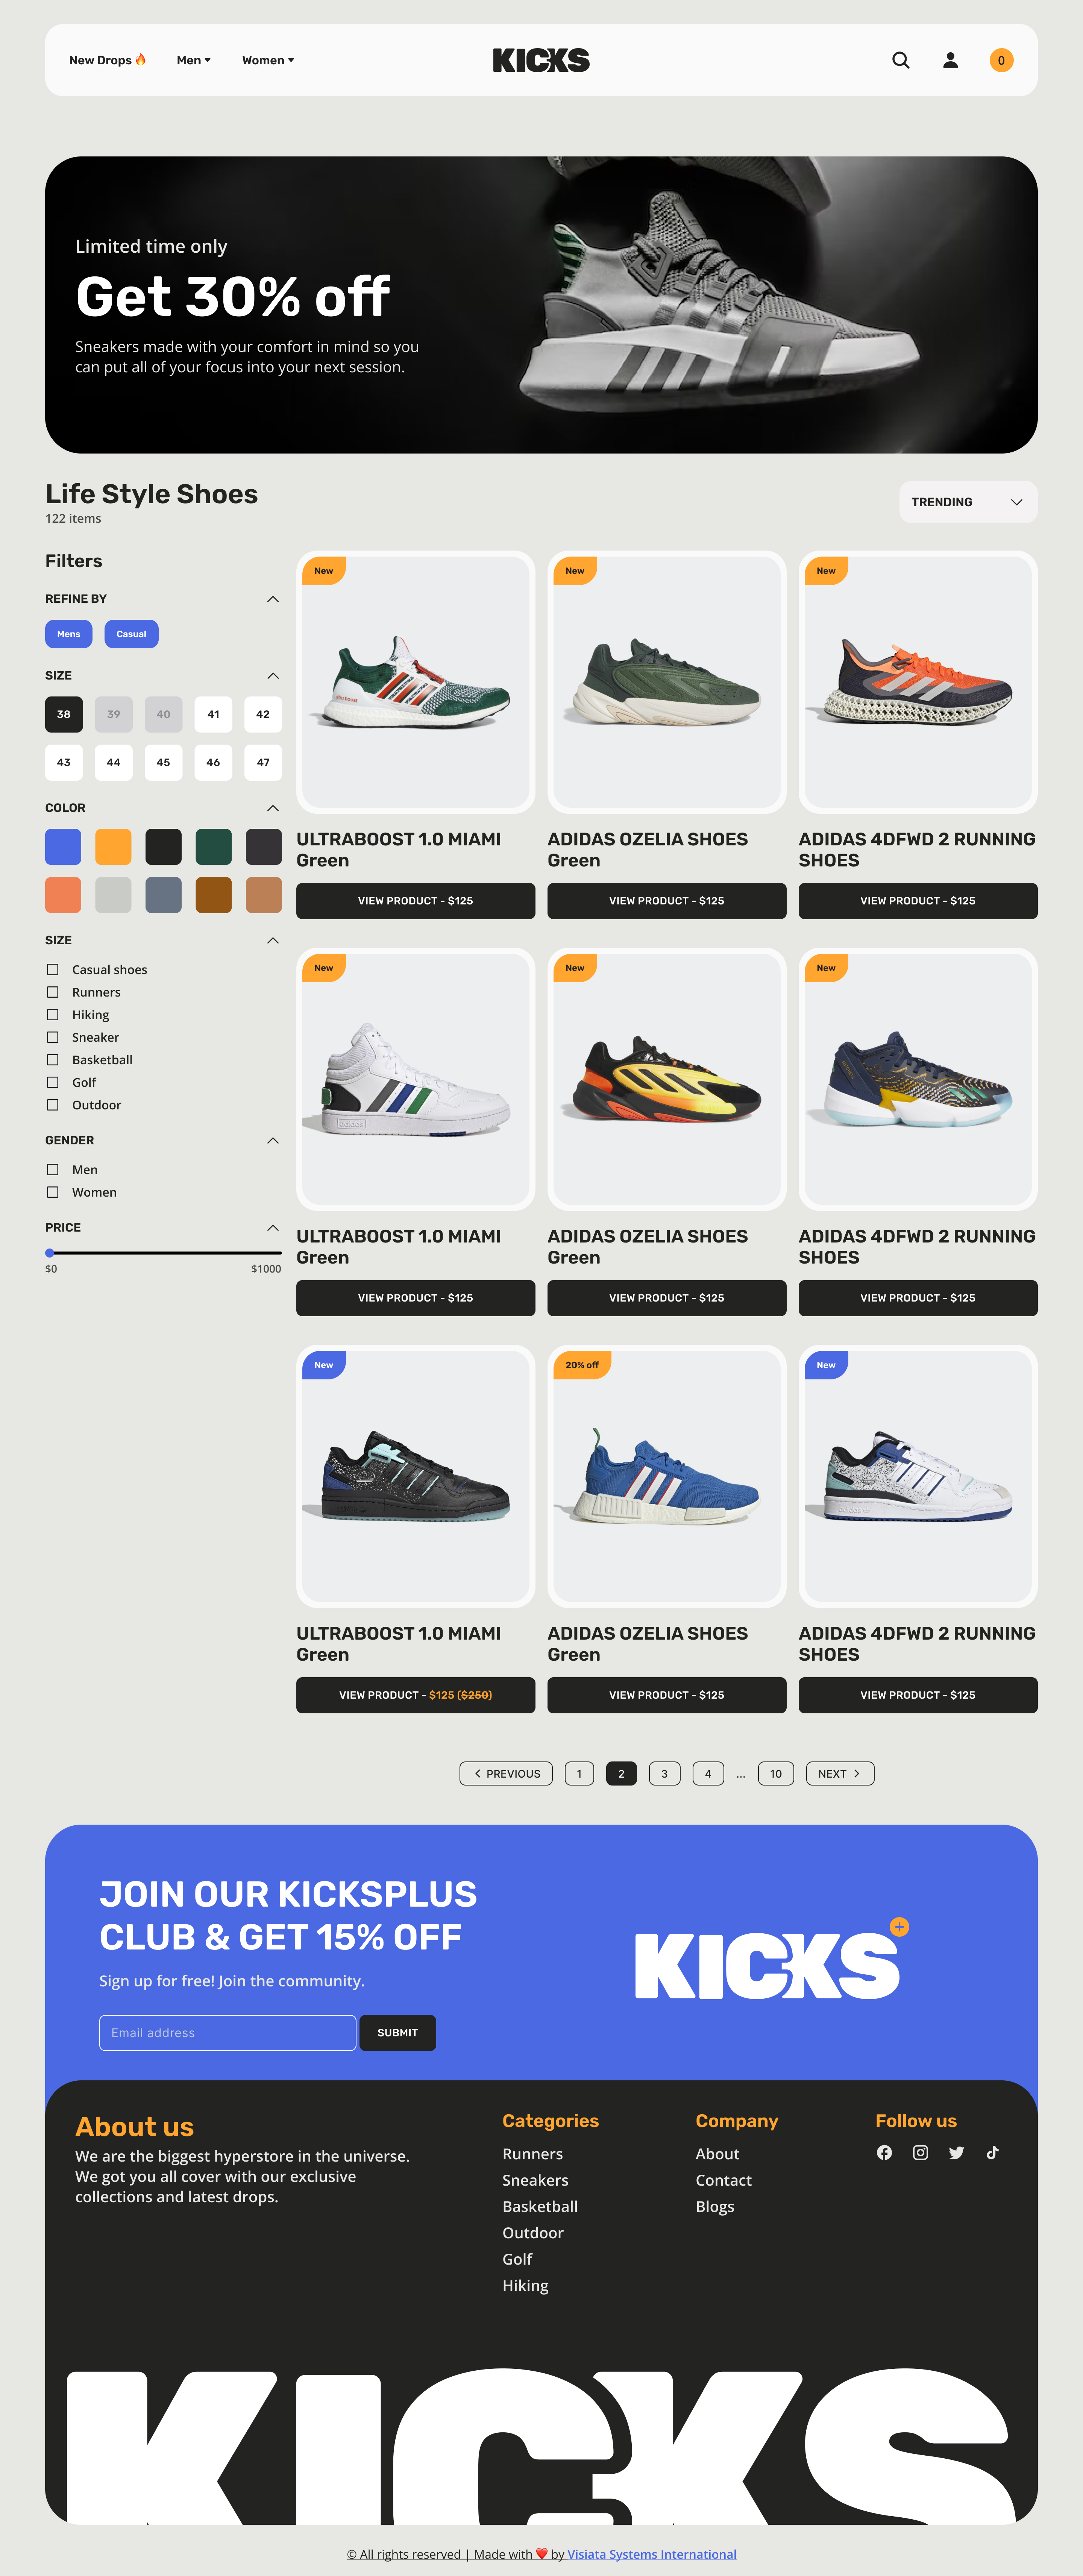 New Drops🔥 Men Women KICKS 0
Limited time only
Get 30% off
Sneakers made with your comfort in mind so you
can put all of your focus into your next session.
Life Style Shoes
122 items
TRENDING
Filters
REFINE BY
Mens Casual
SIZE
38 39 40 41 42
43 44 45 46 47
COLOR
SIZE
Casual shoes
Runners
Hiking
Sneaker
Basketball
Golf
Outdoor
GENDER
Men
Women
PRICE
$0 $1000
New New New
ULTRABOOST 1.0 MIAMI
Green
VIEW PRODUCT - $125
ADIDAS OZELIA SHOES
Green
VIEW PRODUCT - $125
ADIDAS 4DFWD 2 RUNNING
SHOES
VIEW PRODUCT - $125
New New New
ULTRABOOST 1.0 MIAMI
Green
VIEW PRODUCT - $125
ADIDAS OZELIA SHOES
Green
VIEW PRODUCT - $125
ADIDAS 4DFWD 2 RUNNING
SHOES
VIEW PRODUCT - $125
New 20% off New
ULTRABOOST 1.0 MIAMI
Green
VIEW PRODUCT - $125 ($250)
ADIDAS OZELIA SHOES
Green
VIEW PRODUCT - $125
ADIDAS 4DFWD 2 RUNNING
SHOES
VIEW PRODUCT - $125
PREVIOUS 1 2 3 4 ... 10 NEXT
JOIN OUR KICKSPLUS
CLUB & GET 15% OFF
Sign up for free! Join the community.
Email address SUBMIT
KICKS +
About us
We are the biggest hyperstore in the universe.
We got you all cover with our exclusive
collections and latest drops.
Categories
Runners
Sneakers
Basketball
Outdoor
Golf
Hiking
Company
About
Contact
Blogs
Follow us
KICKS
© All rights reserved | Made with ❤️ by Visiata Systems International